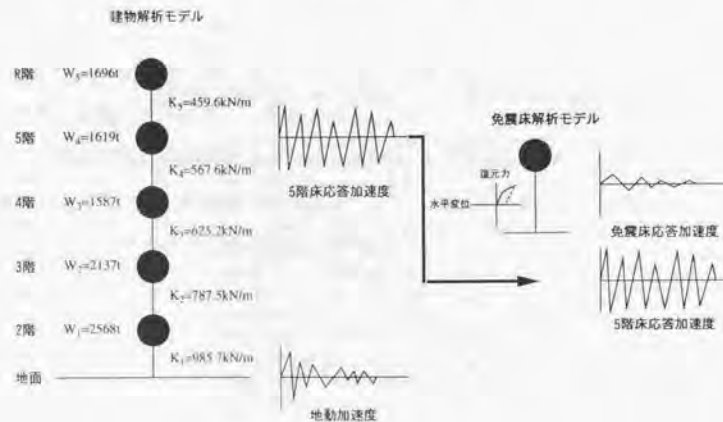 建物解析モデル
R階 W5=1696t
K5=459.6kN/m
5階 W4=1619t
K4=567.6kN/m
4階 W3=1587t
K3=625.2kN/m
3階 W2=2137t
K2=787.5kN/m
2階 W1=2568t
K1=985.7kN/m
地面
5階床応答加速度
地動加速度
免震床解析モデル
復元力
水平変位
免震床応答加速度
5階床応答加速度